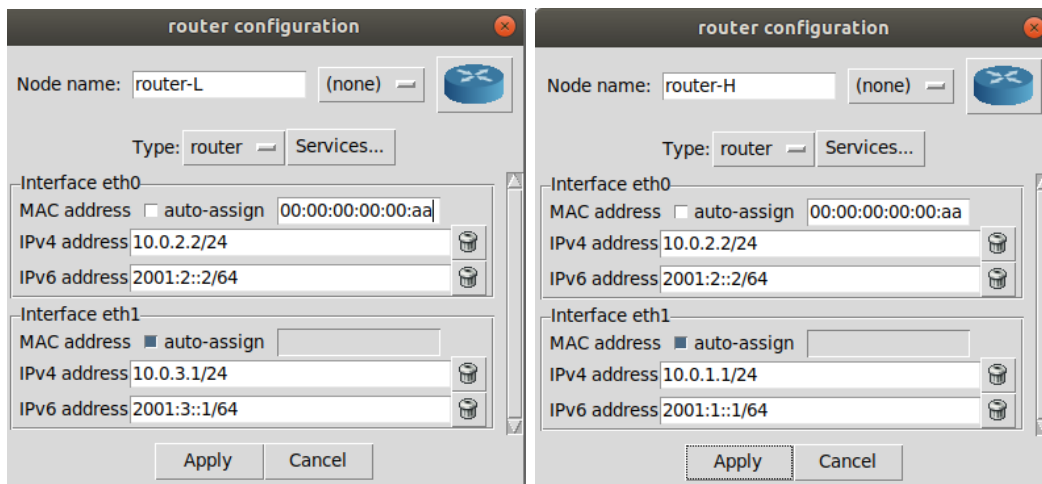 router configuration
Node name: router-L (none)
Type: router Services...
Interface eth0
MAC address auto-assign 00:00:00:00:00:aa
IPv4 address 10.0.2.2/24
IPv6 address 2001:2::2/64
Interface eth1
MAC address auto-assign
IPv4 address 10.0.3.1/24
IPv6 address 2001:3::1/64
Apply Cancel
router configuration
Node name: router-H (none)
Type: router Services...
Interface eth0
MAC address auto-assign 00:00:00:00:00:aa
IPv4 address 10.0.2.2/24
IPv6 address 2001:2::2/64
Interface eth1
MAC address auto-assign
IPv4 address 10.0.1.1/24
IPv6 address 2001:1::1/64
Apply Cancel